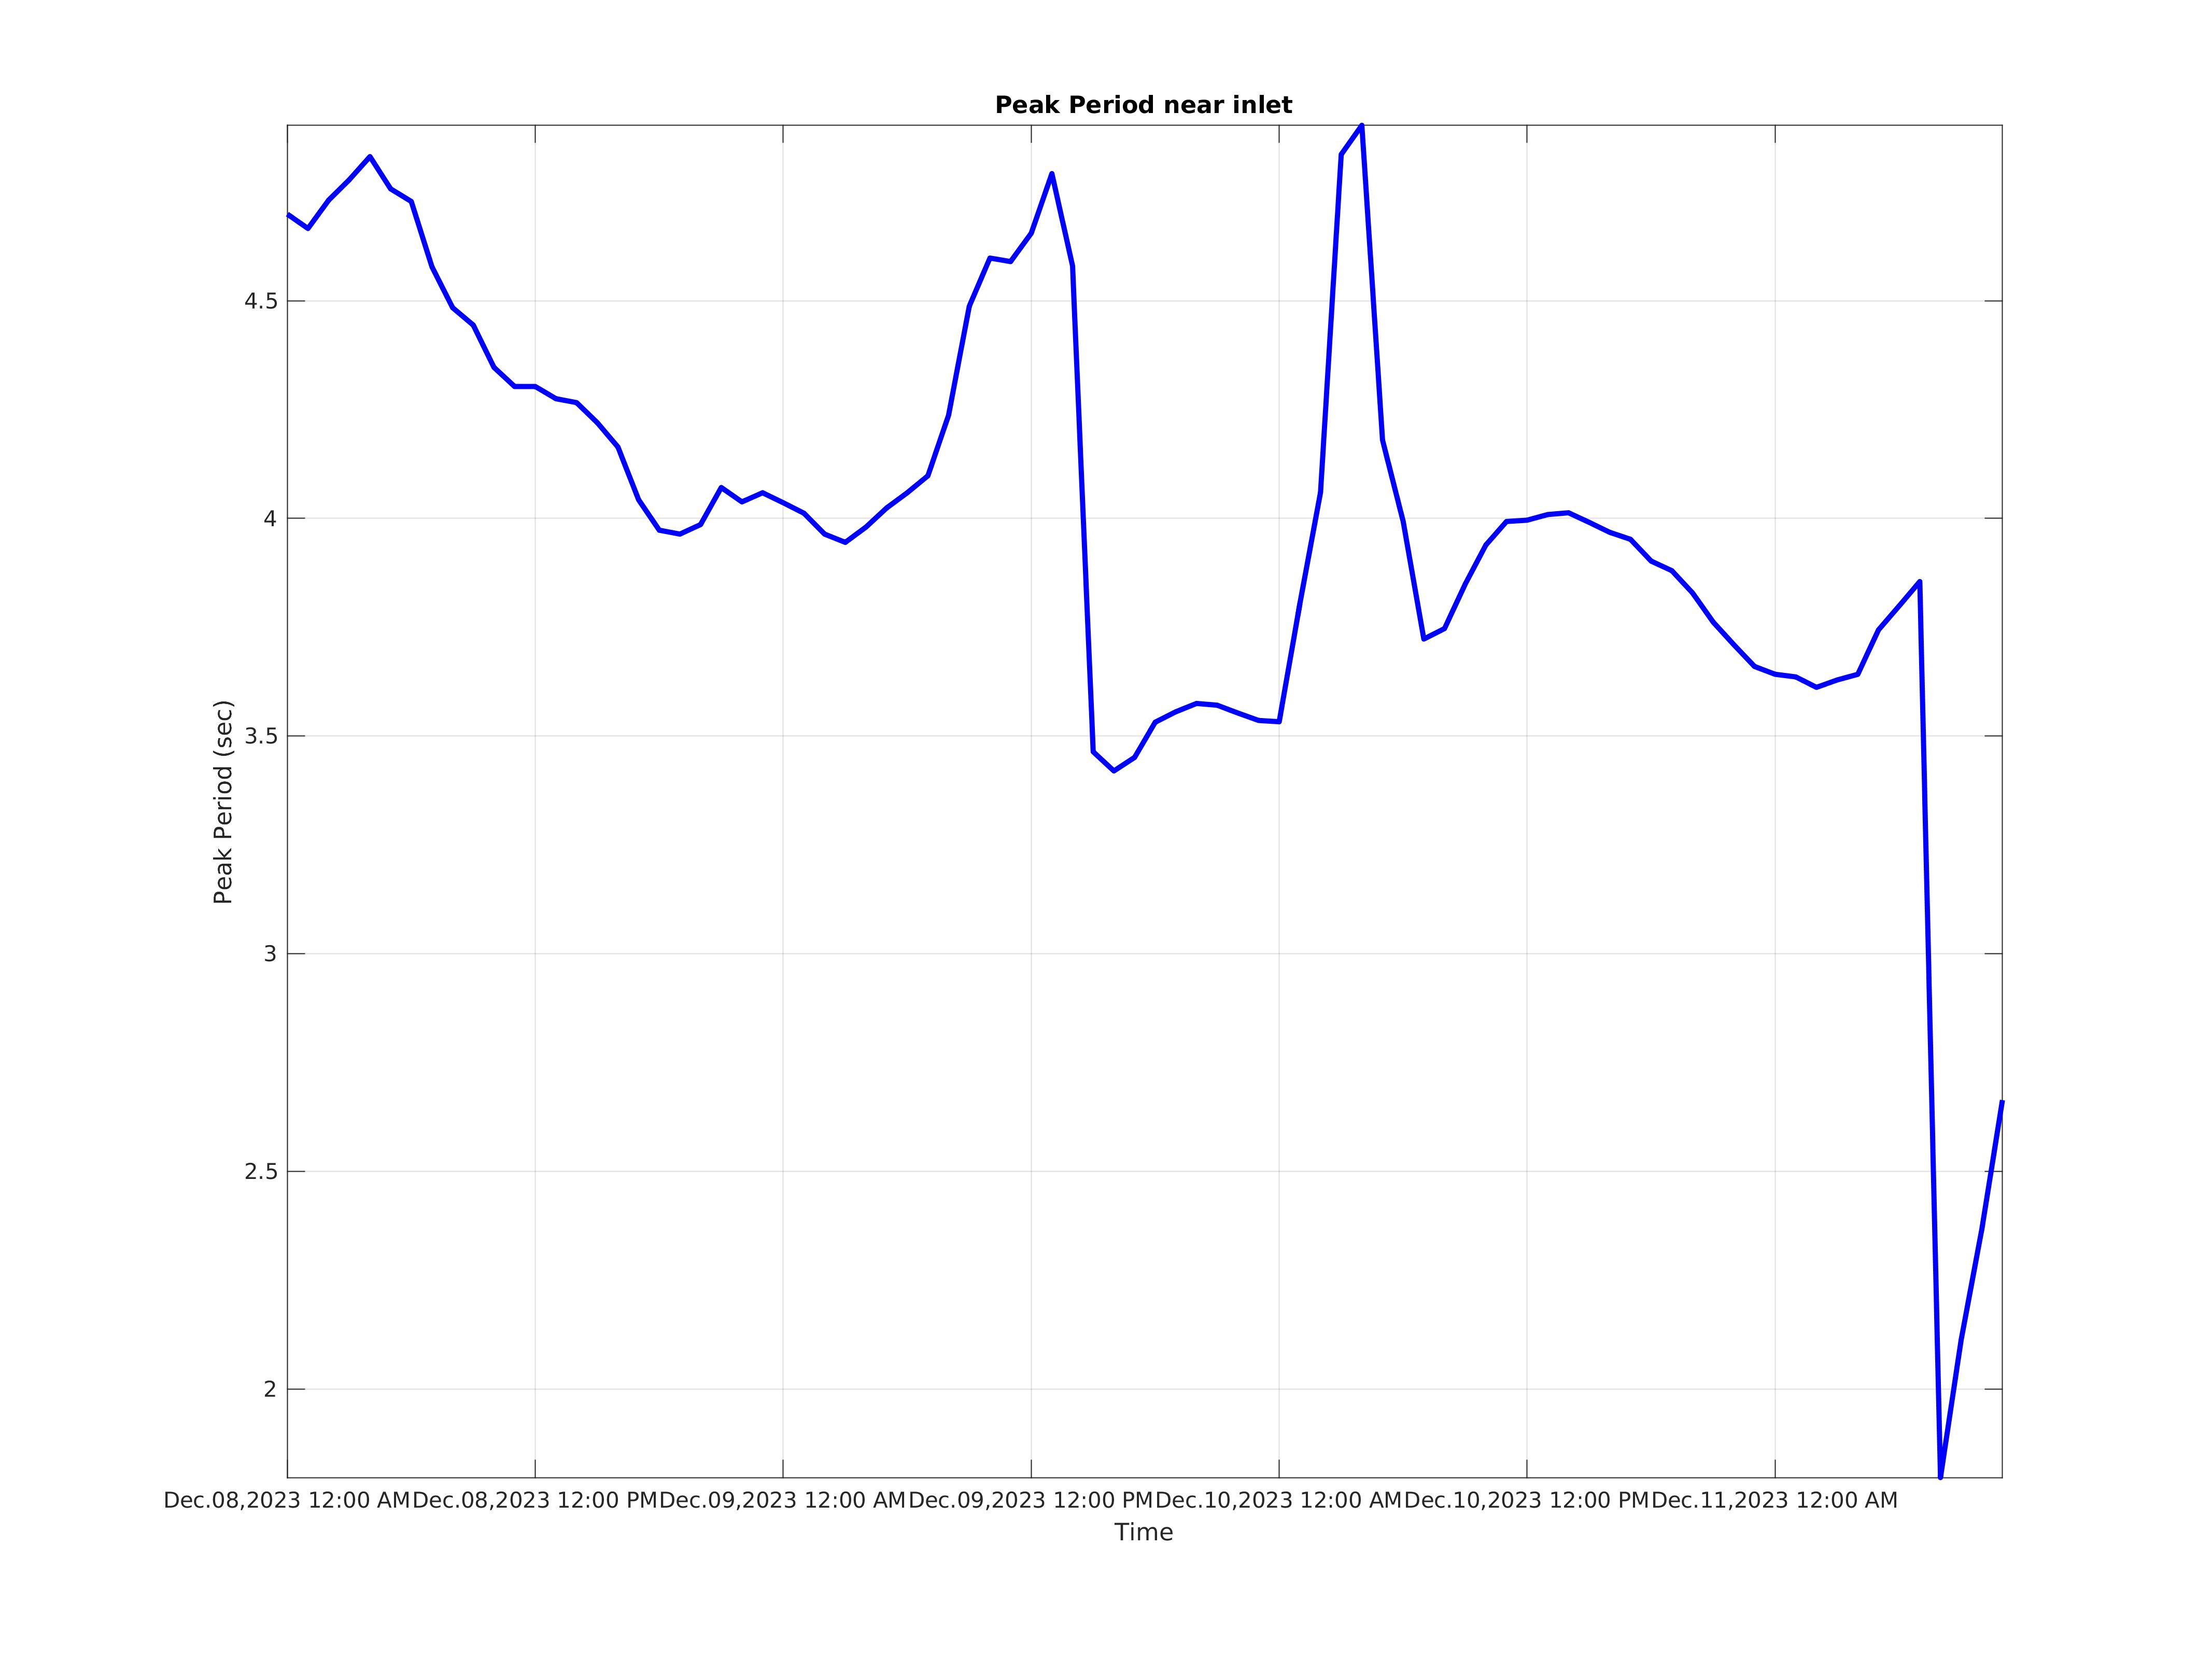 Peak Period near inlet
4.5
4
3.5
3
2.5
2
Peak Period (sec)
Dec.08,2023 12:00 AM Dec.08,2023 12:00 PM Dec.09,2023 12:00 AM Dec.09,2023 12:00 PM Dec.10,2023 12:00 AM Dec.10,2023 12:00 PM Dec.11,2023 12:00 AM
Time